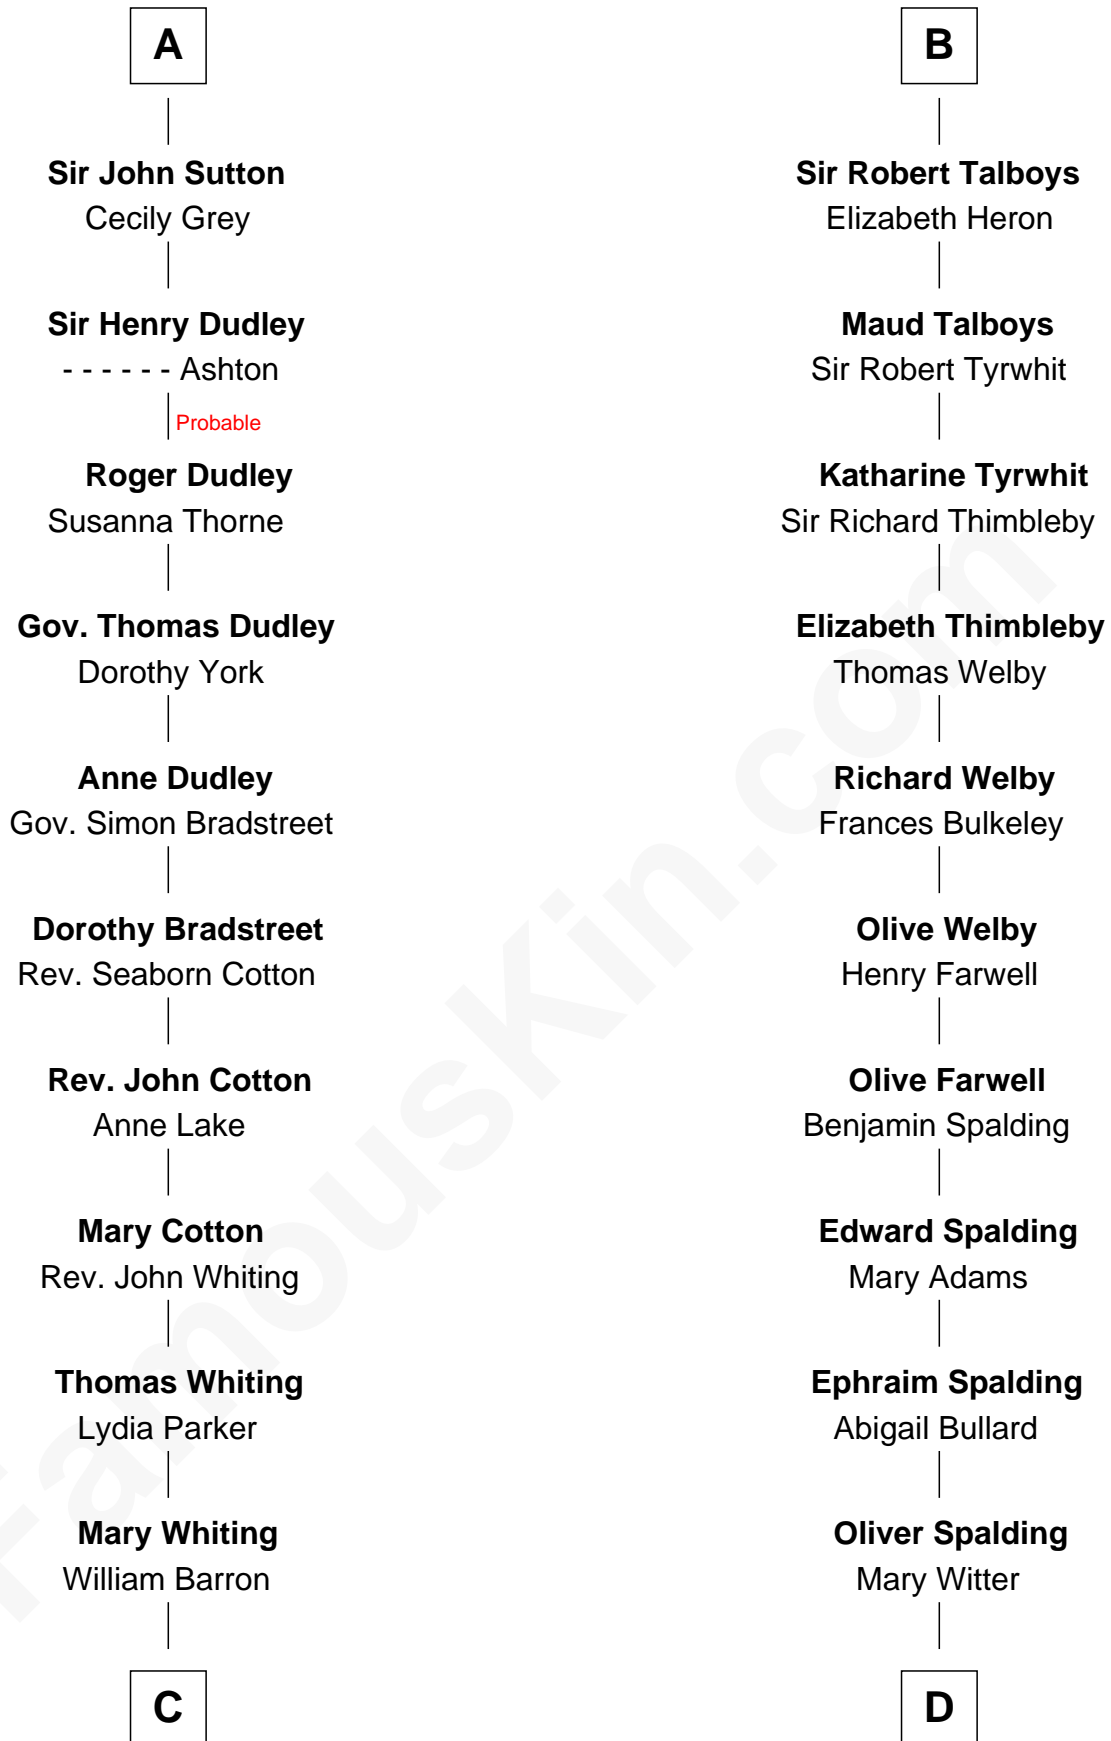 A
Sir John Sutton
Cecily Grey
Sir Henry Dudley
- - - - - - Ashton
Probable
Roger Dudley
Susanna Thorne
Gov. Thomas Dudley
Dorothy York
Anne Dudley
Gov. Simon Bradstreet
Dorothy Bradstreet
Rev. Seaborn Cotton
Rev. John Cotton
Anne Lake
Mary Cotton
Rev. John Whiting
Thomas Whiting
Lydia Parker
Mary Whiting
William Barron
C
B
Sir Robert Talboys
Elizabeth Heron
Maud Talboys
Sir Robert Tyrwhit
Katharine Tyrwhit
Sir Richard Thimbleby
Elizabeth Thimbleby
Thomas Welby
Richard Welby
Frances Bulkeley
Olive Welby
Henry Farwell
Olive Farwell
Benjamin Spalding
Edward Spalding
Mary Adams
Ephraim Spalding
Abigail Bullard
Oliver Spalding
Mary Witter
D
FamousKin.com